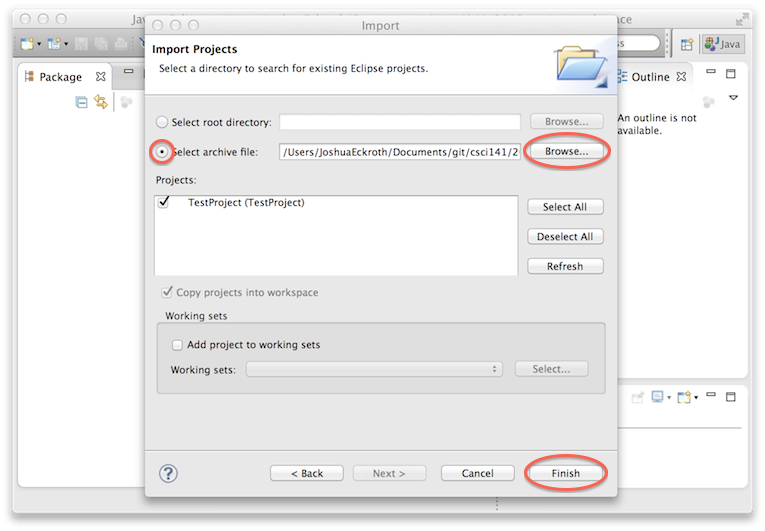 Import
Java
ace
ss
Java
Import Projects
Select a directory to search for existing Eclipse projects.
Package
Outline
An outline is not
available.
Select root directory:
Browse...
Select archive file:
/Users/JoshuaEckroth/Documents/git/csci141/2
Browse...
Projects:
TestProject (TestProject)
Select All
Deselect All
Refresh
Copy projects into workspace
Working sets
Add project to working sets
Working sets:
Select...
?
< Back
Next >
Cancel
Finish